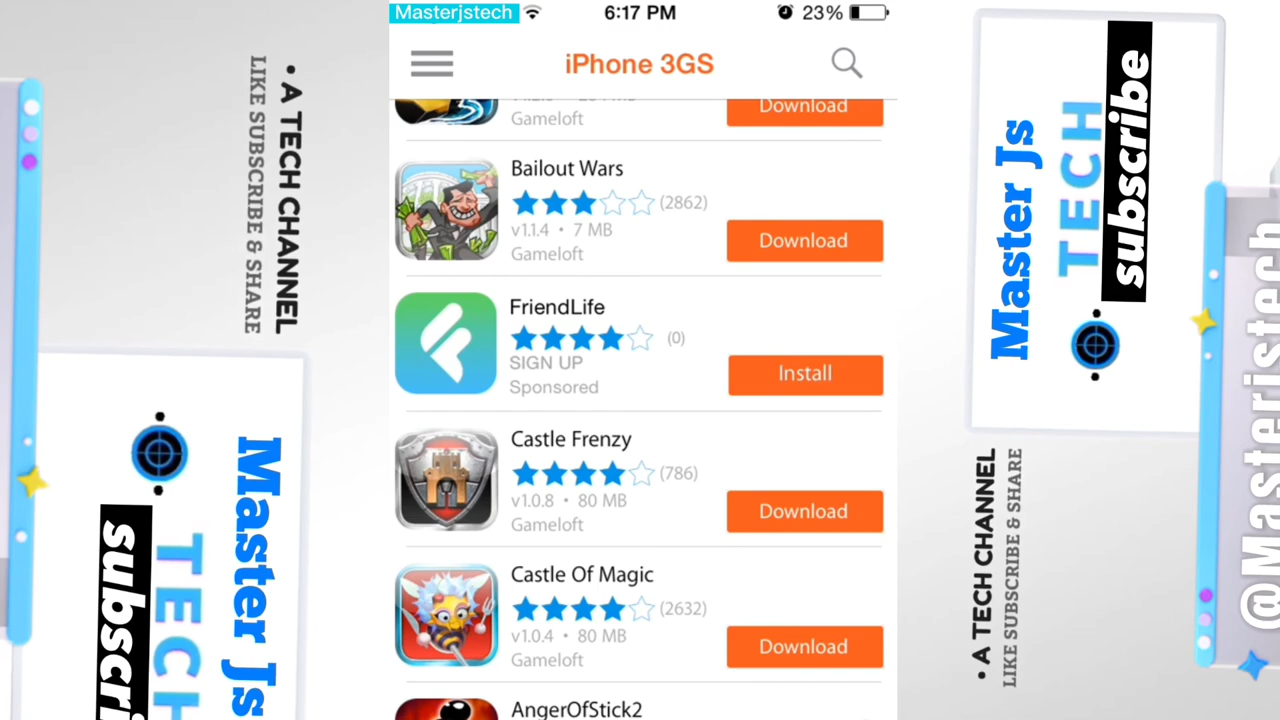 • A TECH CHANNEL
LIKE SUBSCRIBE & SHARE
Master Js
TECH
subscri
Masterjstech
6:17 PM
23%
iPhone 3GS
Gameloft
Download
Bailout Wars
(2862)
v1.1.4 • 7 MB
Gameloft
Download
FriendLife
(0)
SIGN UP
Sponsored
Install
Castle Frenzy
(786)
v1.0.8 • 80 MB
Gameloft
Download
Castle Of Magic
(2632)
v1.0.4 • 80 MB
Gameloft
Download
AngerOfStick2
Master Js
TECH
subscribe
• A TECH CHANNEL
LIKE SUBSCRIBE & SHARE
@Masterjstech